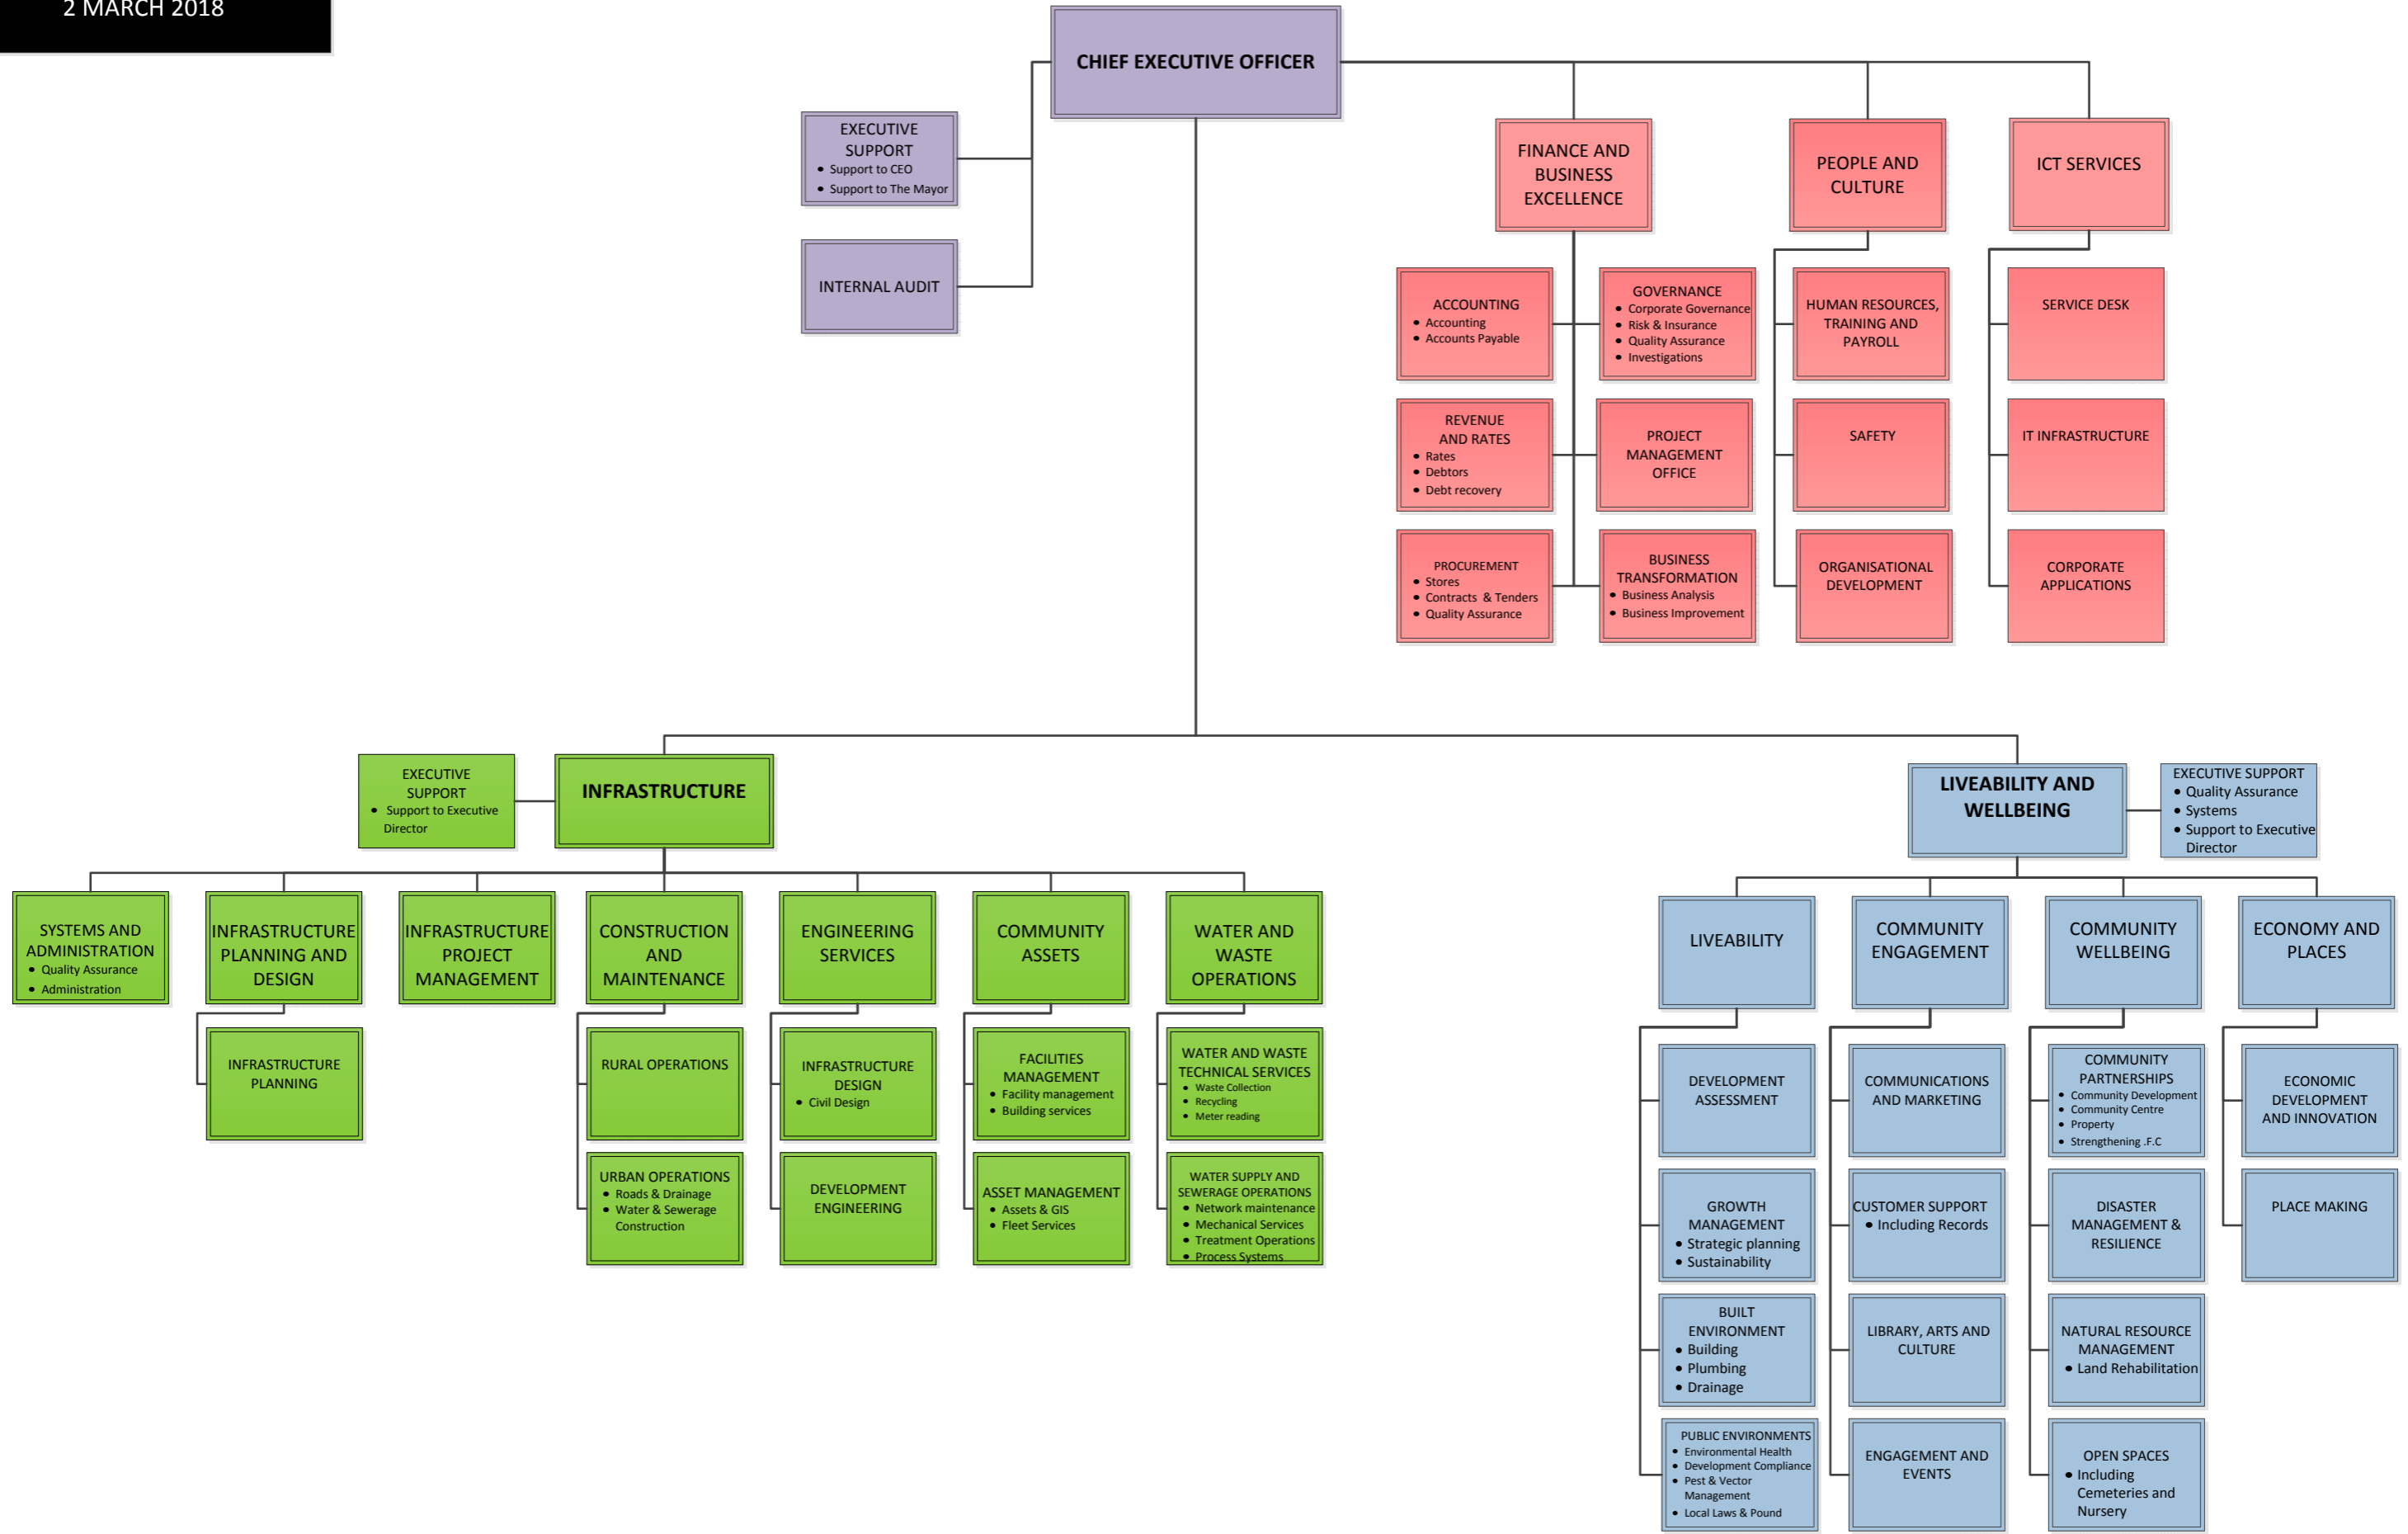 2 MARCH 2018
CHIEF EXECUTIVE OFFICER
EXECUTIVE
SUPPORT
• Support to CEO
• Support to The Mayor
INTERNAL AUDIT
FINANCE AND
BUSINESS
EXCELLENCE
PEOPLE AND
CULTURE
ICT SERVICES
ACCOUNTING
• Accounting
• Accounts Payable
GOVERNANCE
• Corporate Governance
• Risk & Insurance
• Quality Assurance
• Investigations
HUMAN RESOURCES,
TRAINING AND
PAYROLL
SERVICE DESK
REVENUE
AND RATES
• Rates
• Debtors
• Debt recovery
PROJECT
MANAGEMENT
OFFICE
SAFETY
IT INFRASTRUCTURE
PROCUREMENT
• Stores
• Contracts & Tenders
• Quality Assurance
BUSINESS
TRANSFORMATION
• Business Analysis
• Business Improvement
ORGANISATIONAL
DEVELOPMENT
CORPORATE
APPLICATIONS
EXECUTIVE
SUPPORT
• Support to Executive
Director
INFRASTRUCTURE
LIVEABILITY AND
WELLBEING
EXECUTIVE SUPPORT
• Quality Assurance
• Systems
• Support to Executive
Director
SYSTEMS AND
ADMINISTRATION
• Quality Assurance
• Administration
INFRASTRUCTURE
PLANNING AND
DESIGN
INFRASTRUCTURE
PROJECT
MANAGEMENT
CONSTRUCTION
AND
MAINTENANCE
ENGINEERING
SERVICES
COMMUNITY
ASSETS
WATER AND
WASTE
OPERATIONS
LIVEABILITY
COMMUNITY
ENGAGEMENT
COMMUNITY
WELLBEING
ECONOMY AND
PLACES
INFRASTRUCTURE
PLANNING
RURAL OPERATIONS
INFRASTRUCTURE
DESIGN
• Civil Design
FACILITIES
MANAGEMENT
• Facility management
• Building services
WATER AND WASTE
TECHNICAL SERVICES
• Waste Collection
• Recycling
• Meter reading
DEVELOPMENT
ASSESSMENT
COMMUNICATIONS
AND MARKETING
COMMUNITY
PARTNERSHIPS
• Community Development
• Community Centre
• Property
• Strengthening .F.C
ECONOMIC
DEVELOPMENT
AND INNOVATION
URBAN OPERATIONS
• Roads & Drainage
• Water & Sewerage
Construction
DEVELOPMENT
ENGINEERING
ASSET MANAGEMENT
• Assets & GIS
• Fleet Services
WATER SUPPLY AND
SEWERAGE OPERATIONS
• Network maintenance
• Mechanical Services
• Treatment Operations
• Process Systems
GROWTH
MANAGEMENT
• Strategic planning
• Sustainability
CUSTOMER SUPPORT
• Including Records
DISASTER
MANAGEMENT &
RESILIENCE
PLACE MAKING
BUILT
ENVIRONMENT
• Building
• Plumbing
• Drainage
LIBRARY, ARTS AND
CULTURE
NATURAL RESOURCE
MANAGEMENT
• Land Rehabilitation
PUBLIC ENVIRONMENTS
• Environmental Health
• Development Compliance
• Pest & Vector
Management
• Local Laws & Pound
ENGAGEMENT AND
EVENTS
OPEN SPACES
• Including
Cemeteries and
Nursery